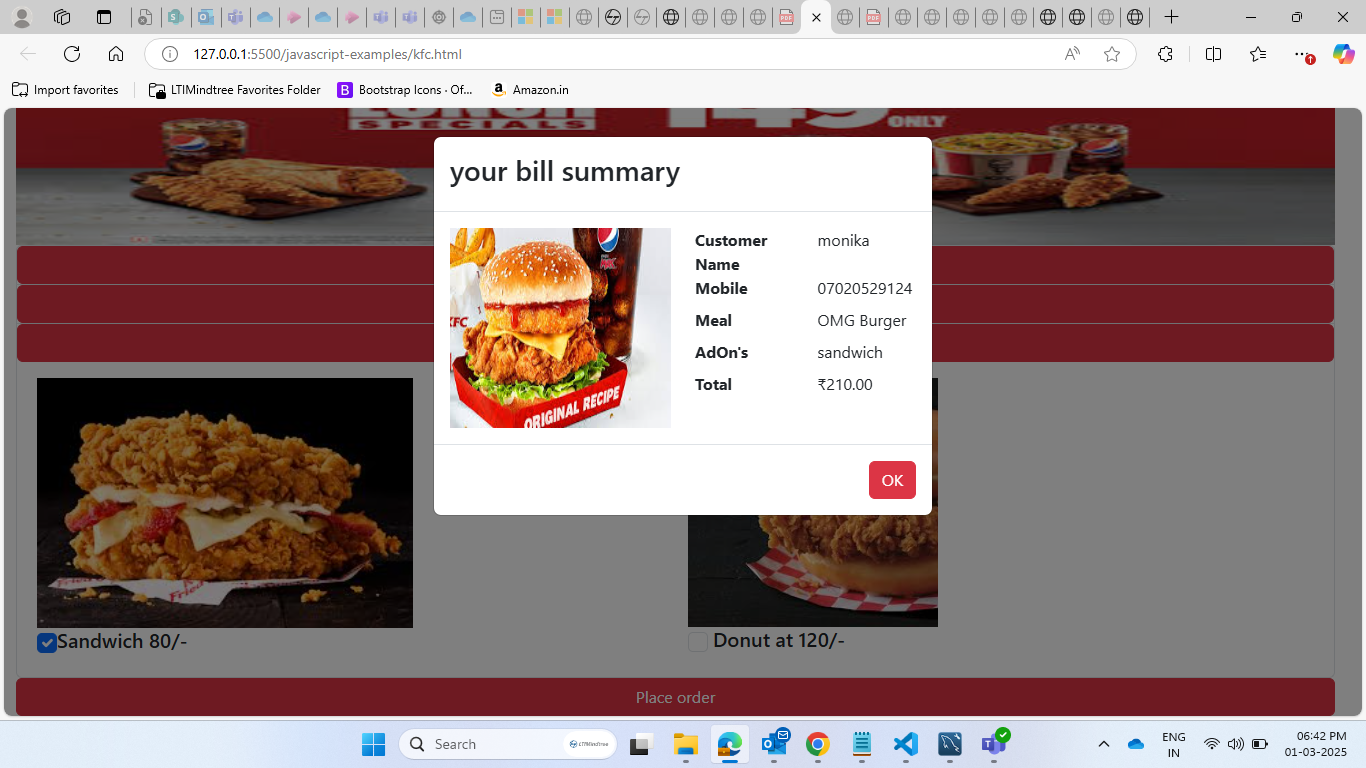 127.0.0.1:5500/javascript-examples/kfc.html
Import favorites
LTIMindtree Favorites Folder
Bootstrap Icons · Of...
Amazon.in
SPECIALS
149 ONLY
your bill summary
pepsi
KFC
ORIGINAL RECIPE
Customer Name monika
Mobile 07020529124
Meal OMG Burger
AdOn's sandwich
Total ₹210.00
OK
Sandwich 80/-
Donut at 120/-
Place order
Search
LTIMindtree
ENG
IN
06:42 PM
01-03-2025